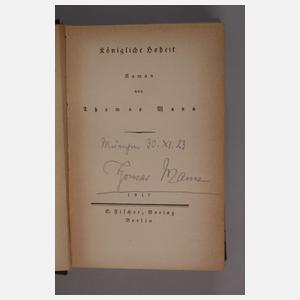 Königliche Hoheit
Roman
von
Thomas Mann
München 30. XI. 23
Thomas Mann
1917
S. Fischer, Verlag
Berlin